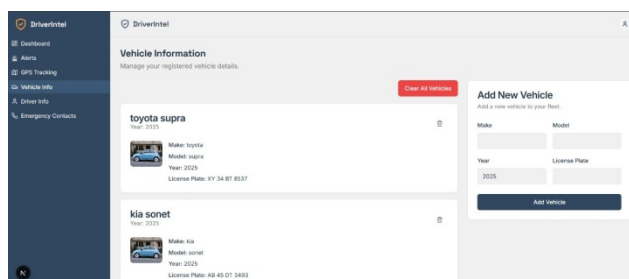 DriverIntel
Dashboard
Alerts
GPS Tracking
Vehicle Info
Driver Info
Emergency Contacts
N
DriverIntel
Vehicle Information
Manage your registered vehicle details.
Clear All Vehicles
toyota supra
Year: 2025
Make: toyota
Model: supra
Year: 2025
License Plate: XY 34 BT 8537
kia sonet
Year: 2025
Make: kia
Model: sonet
Year: 2025
License Plate: AB 45 DT 3493
Add New Vehicle
Add a new vehicle to your fleet.
Make Model
Year License Plate
2025
Add Vehicle